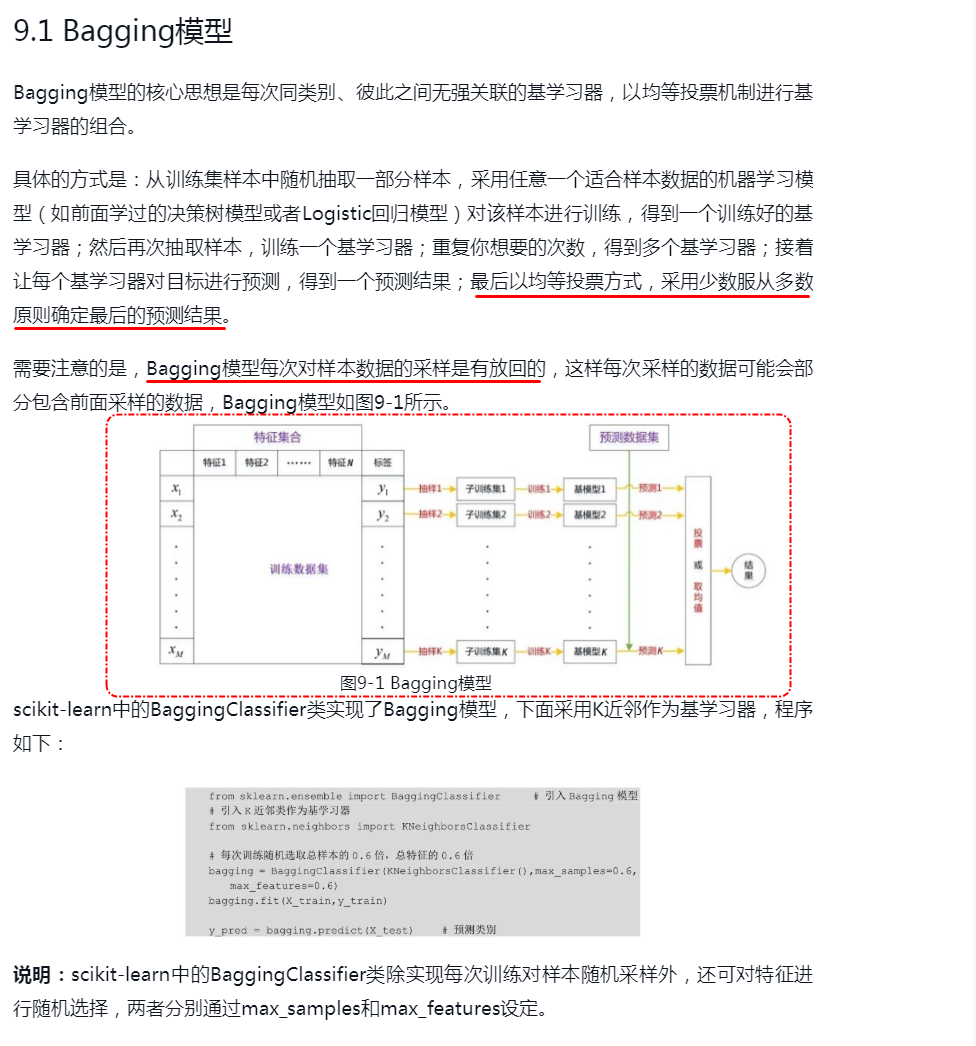 9.1 Bagging模型
Bagging模型的核心思想是每次同类别、彼此之间无强关联的基学习器，以均等投票机制进行基
学习器的组合。
具体的方式是：从训练集样本中随机抽取一部分样本，采用任意一个适合样本数据的机器学习模
型（如前面学过的决策树模型或者Logistic回归模型）对该样本进行训练，得到一个训练好的基
学习器；然后再次抽取样本，训练一个基学习器；重复你想要的次数，得到多个基学习器；接着
让每个基学习器对目标进行预测，得到一个预测结果；最后以均等投票方式，采用少数服从多数
原则确定最后的预测结果。
需要注意的是，Bagging模型每次对样本数据的采样是有放回的，这样每次采样的数据可能会部
分包含前面采样的数据，Bagging模型如图9-1所示。
特征集合 预测数据集
特征1 特征2 …… 特征N 标签
x1 y1 抽样1 子训练集1 训练1 基模型1 预测1
x2 y2 抽样2 子训练集2 训练2 基模型2 预测2
训练数据集
投票或取均值
结果
xM yM 抽样K 子训练集K 训练K 基模型K 预测K
图9-1 Bagging模型
scikit-learn中的BaggingClassifier类实现了Bagging模型，下面采用K近邻作为基学习器，程序
如下：
from sklearn.ensemble import BaggingClassifier # 引入 Bagging 模型
# 引入 K 近邻类作为基学习器
from sklearn.neighbors import KNeighborsClassifier
# 每次训练随机选取总样本的 0.6 倍，总特征的 0.6 倍
bagging = BaggingClassifier(KNeighborsClassifier(),max_samples=0.6,
max_features=0.6)
bagging.fit(X_train,y_train)
y_pred = bagging.predict(X_test) # 预测类别
说明：scikit-learn中的BaggingClassifier类除实现每次训练对样本随机采样外，还可对特征进
行随机选择，两者分别通过max_samples和max_features设定。